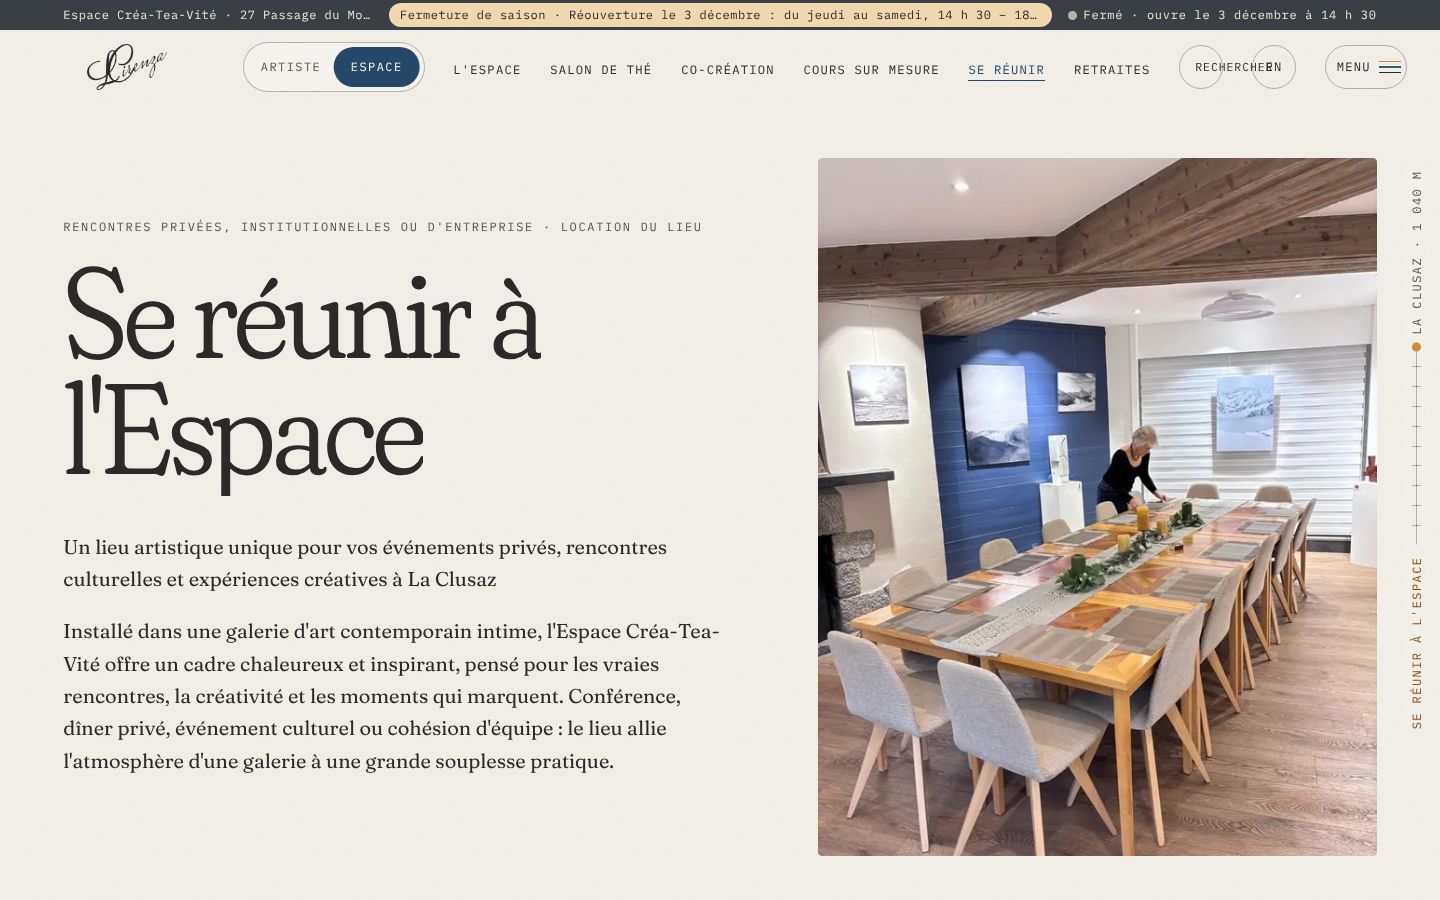 Espace Créa-Tea-Vité · 27 Passage du Mo…
Fermeture de saison · Réouverture le 3 décembre : du jeudi au samedi, 14 h 30 – 18…
Fermé · ouvre le 3 décembre à 14 h 30
Lirenza
ARTISTE
ESPACE
L'ESPACE
SALON DE THÉ
CO-CRÉATION
COURS SUR MESURE
SE RÉUNIR
RETRAITES
RECHERCHER
EN
MENU
RENCONTRES PRIVÉES, INSTITUTIONNELLES OU D'ENTREPRISE · LOCATION DU LIEU
Se réunir à
l'Espace
Un lieu artistique unique pour vos événements privés, rencontres
culturelles et expériences créatives à La Clusaz
Installé dans une galerie d'art contemporain intime, l'Espace Créa-Tea-
Vité offre un cadre chaleureux et inspirant, pensé pour les vraies
rencontres, la créativité et les moments qui marquent. Conférence,
dîner privé, événement culturel ou cohésion d'équipe : le lieu allie
l'atmosphère d'une galerie à une grande souplesse pratique.
LA CLUSAZ · 1 040 M
SE RÉUNIR À L'ESPACE